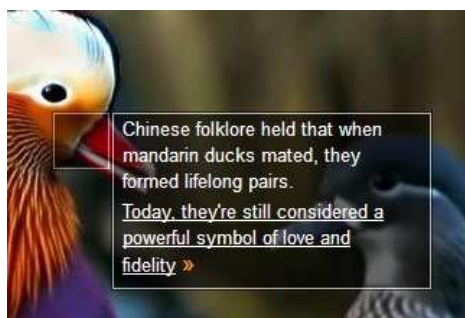 Chinese folklore held that when
mandarin ducks mated, they
formed lifelong pairs.
Today, they're still considered a
powerful symbol of love and
fidelity »